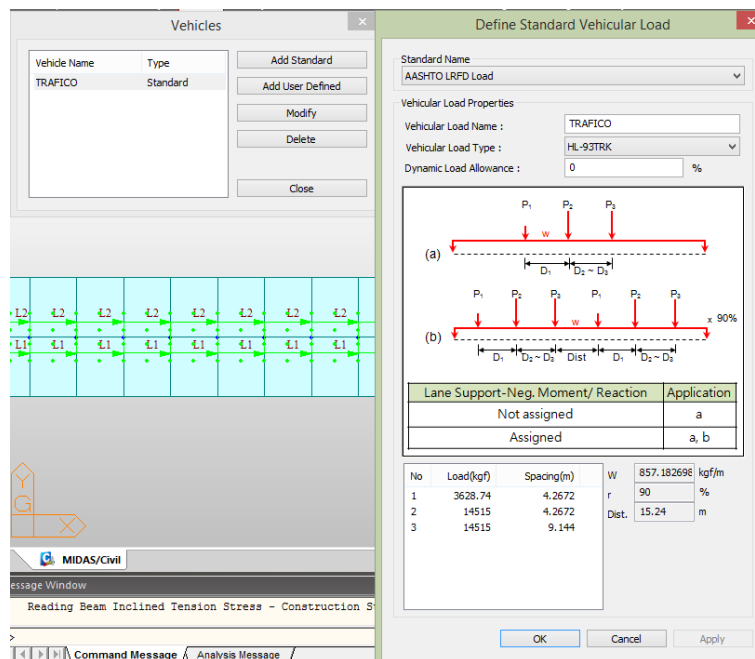 Vehicles
Vehicle Name Type
TRAFICO Standard
Add Standard
Add User Defined
Modify
Delete
Close
L2 L2 L2 L2 L2 L2 L2 L2
L1 L1 L1 L1 L1 L1 L1 L1
Y
G
X
MIDAS/Civil
essage Window
Reading Beam Inclined Tension Stress - Construction S
>
Command Message Analysis Message
Define Standard Vehicular Load
Standard Name
AASHTO LRFD Load
Vehicular Load Properties
Vehicular Load Name : TRAFICO
Vehicular Load Type : HL-93TRK
Dynamic Load Allowance : 0 %
P1 P2 P3
w
(a)
D1 D2 ~ D3
P1 P2 P3 P1 P2 P3
w x 90%
(b)
D1 D2 ~ D3 Dist D1 D2 ~ D3
Lane Support-Neg. Moment/ Reaction Application
Not assigned a
Assigned a, b
No Load(kgf) Spacing(m)
1 3628.74 4.2672
2 14515 4.2672
3 14515 9.144
W 857.182698 kgf/m
r 90 %
Dist. 15.24 m
OK Cancel Apply